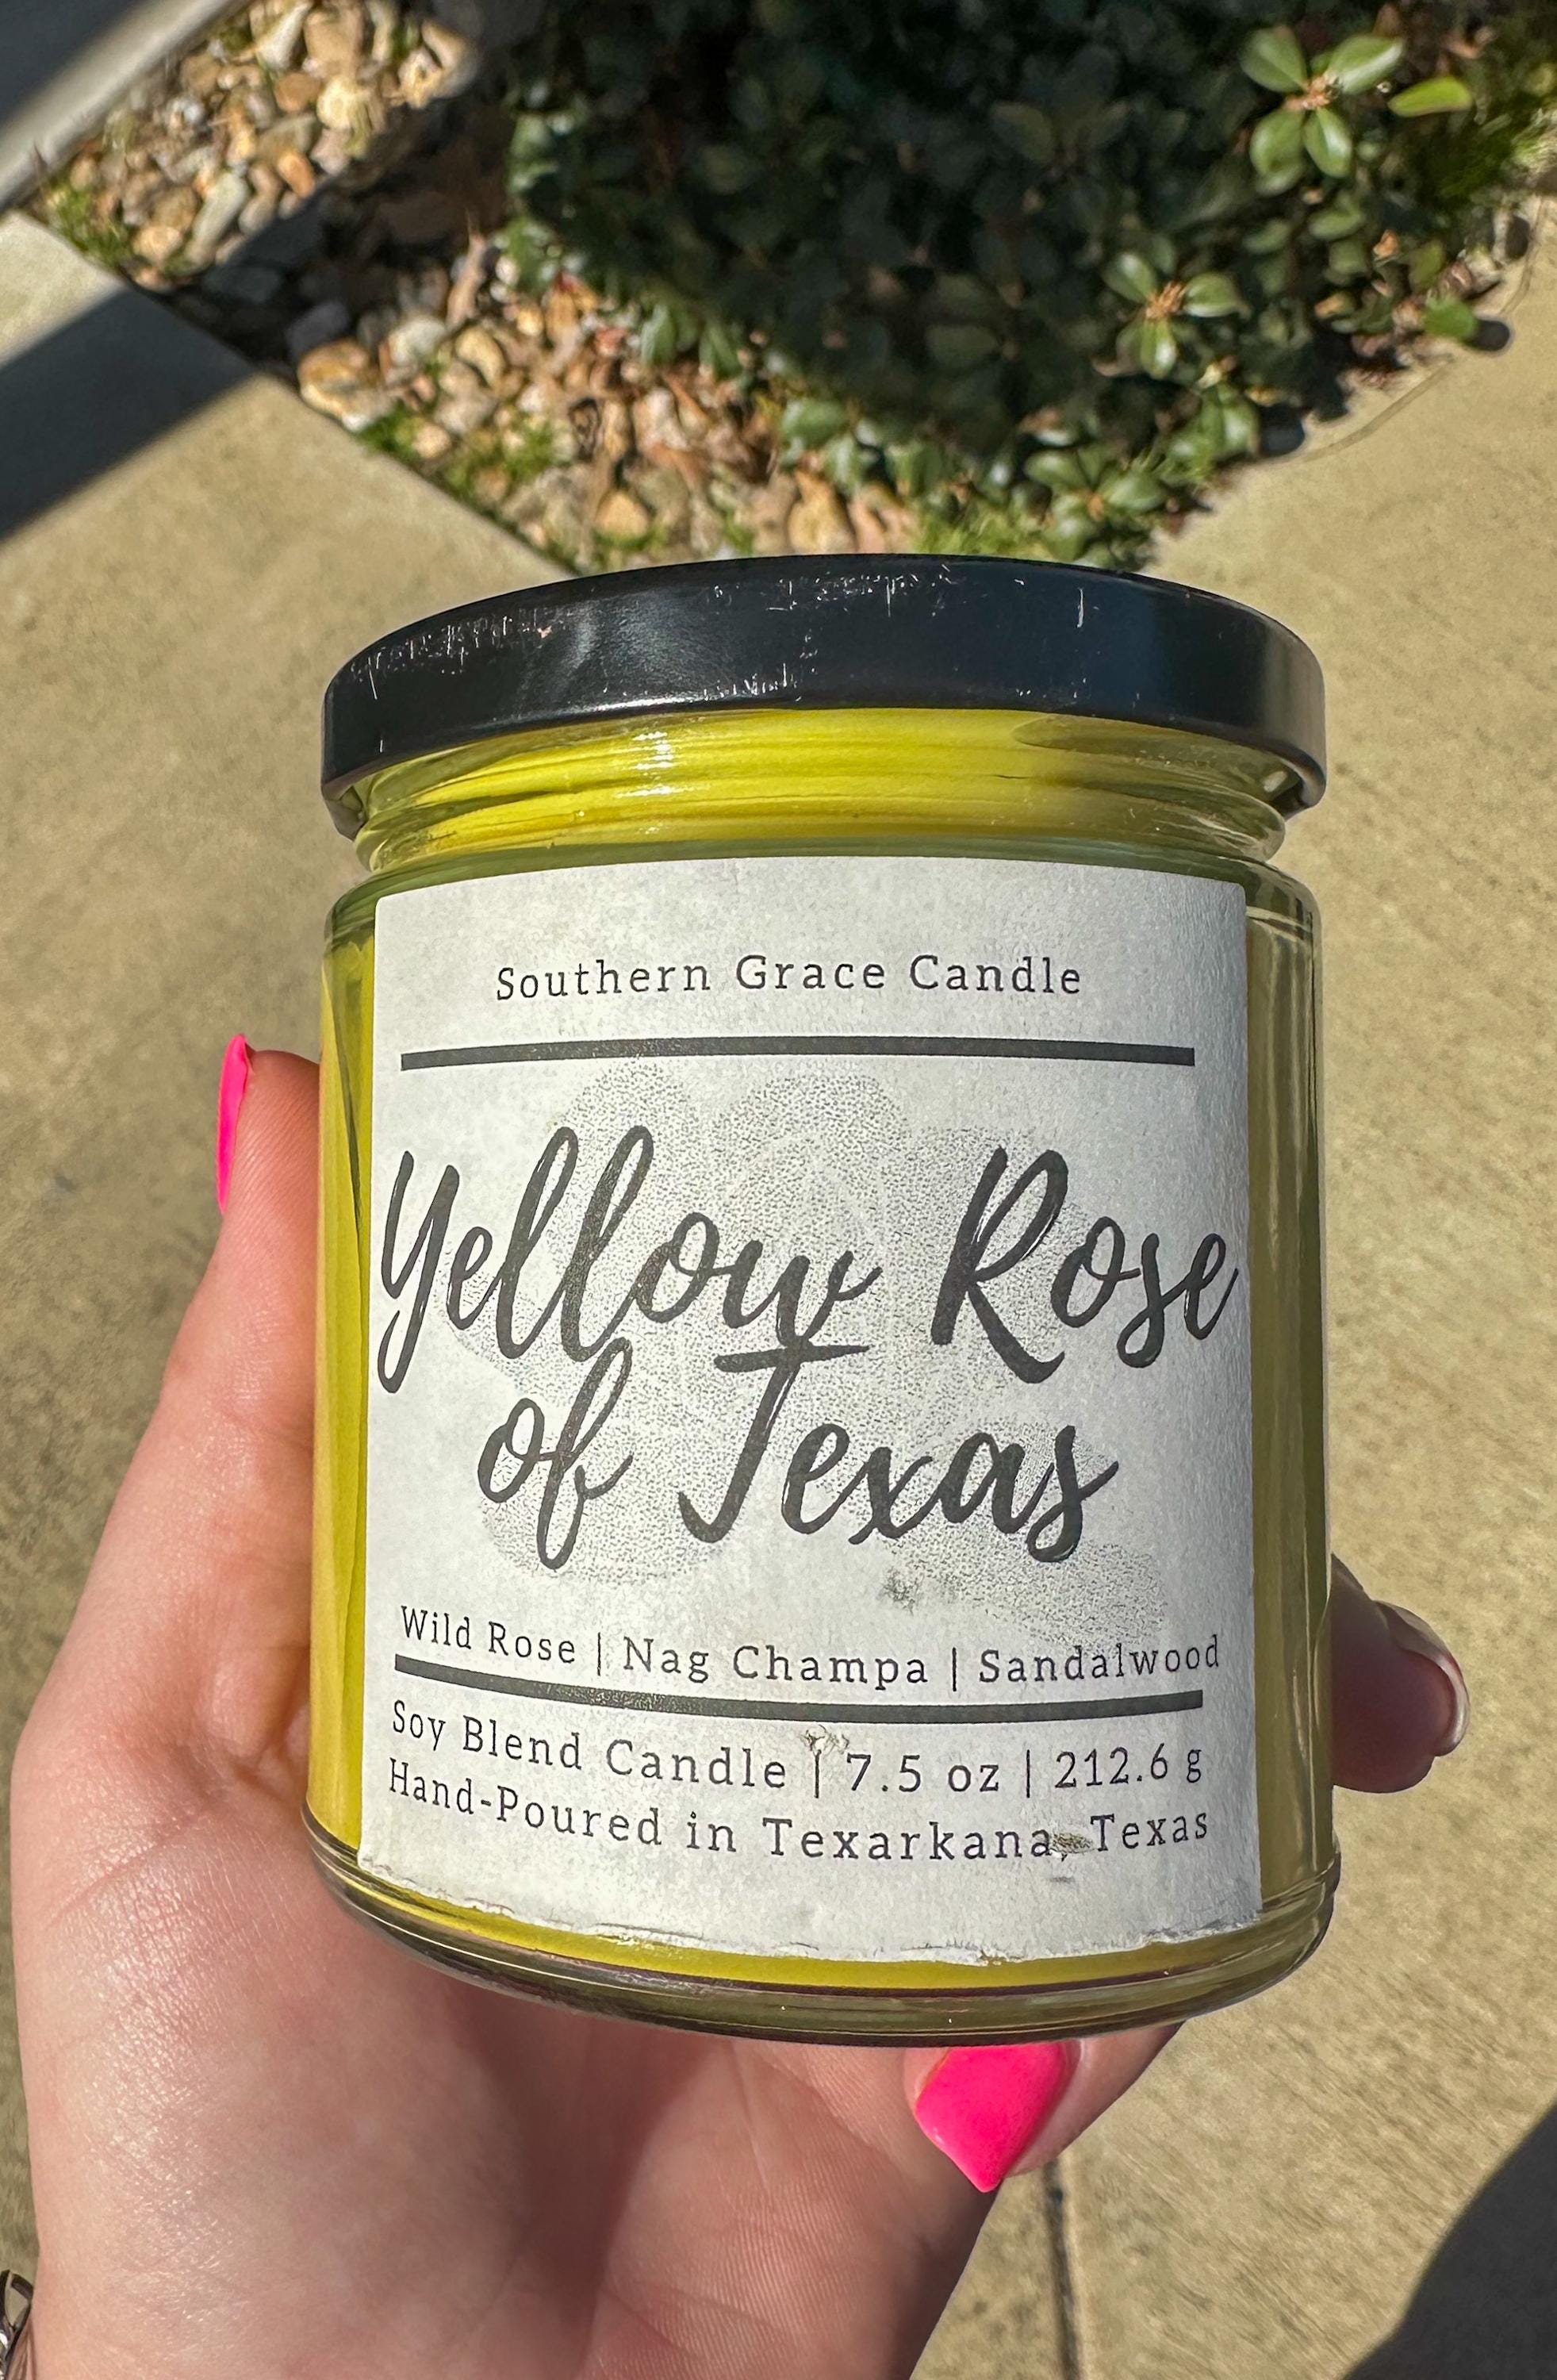 Southern Grace Candle
Yellow Rose
of Texas
Wild Rose | Nag Champa | Sandalwood
Soy Blend Candle | 7.5 oz | 212.6 g
Hand-Poured in Texarkana, Texas